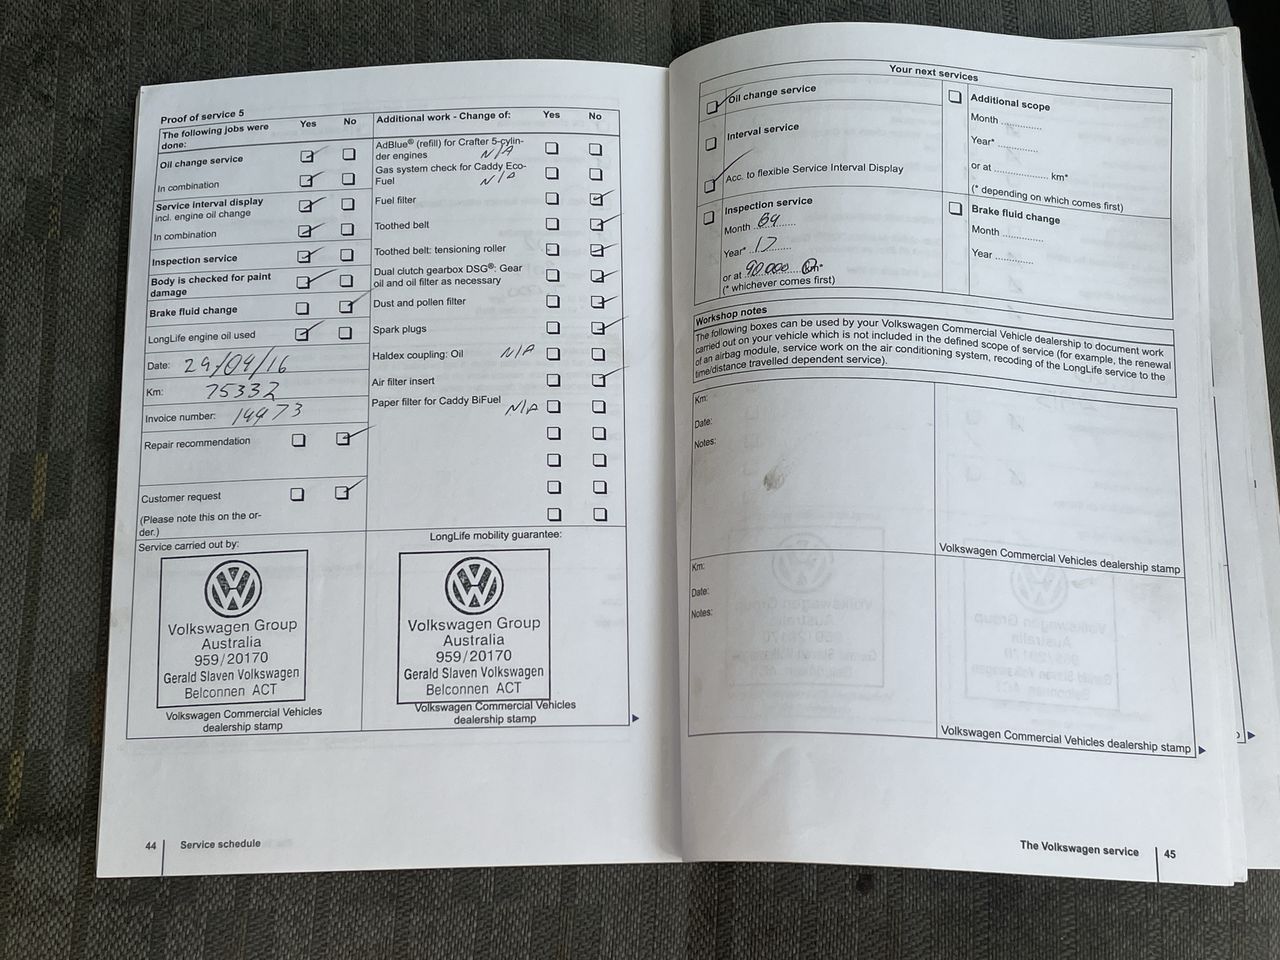 Proof of service 5
The following jobs were done: Yes No
Oil change service
In combination
Service interval display
incl. engine oil change
In combination
Inspection service
Body is checked for paint
damage
Brake fluid change
LongLife engine oil used
Date: 29/04/16
Km: 75332
Invoice number: 14973
Repair recommendation
Customer request
(Please note this on the or-
der.)
Additional work - Change of: Yes No
AdBlue® (refill) for Crafter 5-cylin-
der engines N/A
Gas system check for Caddy Eco-
Fuel N/A
Fuel filter
Toothed belt
Toothed belt: tensioning roller
Dual clutch gearbox DSG®: Gear
oil and oil filter as necessary
Dust and pollen filter
Spark plugs
Haldex coupling: Oil N/A
Air filter insert
Paper filter for Caddy BiFuel N/A
Service carried out by:
Volkswagen Group
Australia
959/20170
Gerald Slaven Volkswagen
Belconnen ACT
Volkswagen Commercial Vehicles
dealership stamp
LongLife mobility guarantee:
Volkswagen Group
Australia
959/20170
Gerald Slaven Volkswagen
Belconnen ACT
Volkswagen Commercial Vehicles
dealership stamp
44 Service schedule
Your next services
Oil change service
Interval service
Acc. to flexible Service Interval Display
Inspection service
Month
Year* 17
or at 90.000 km*
(* whichever comes first)
Additional scope
Month ..............
Year* ..............
or at .................... km*
(* depending on which comes first)
Brake fluid change
Month ..............
Year ..............
Workshop notes
The following boxes can be used by your Volkswagen Commercial Vehicle dealership to document work
carried out on your vehicle which is not included in the defined scope of service (for example, the renewal
of an airbag module, service work on the air conditioning system, recoding of the LongLife service to the
time/distance travelled dependent service).
Km:
Date:
Notes:
Volkswagen Commercial Vehicles dealership stamp
Km:
Date:
Notes:
Volkswagen Commercial Vehicles dealership stamp
The Volkswagen service 45